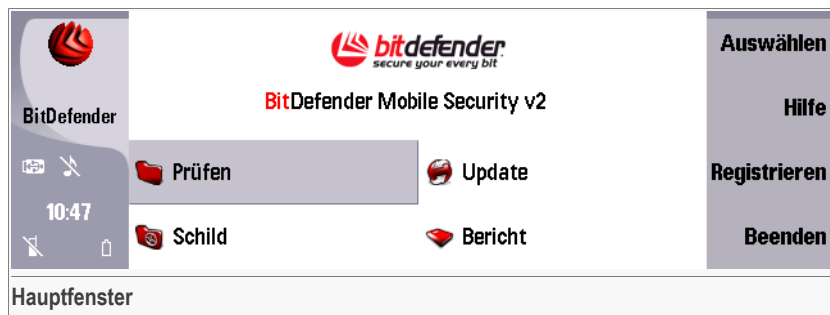 bitdefender
secure your every bit
BitDefender Mobile Security v2
BitDefender
10:47
Prüfen
Update
Schild
Bericht
Auswählen
Hilfe
Registrieren
Beenden
Hauptfenster